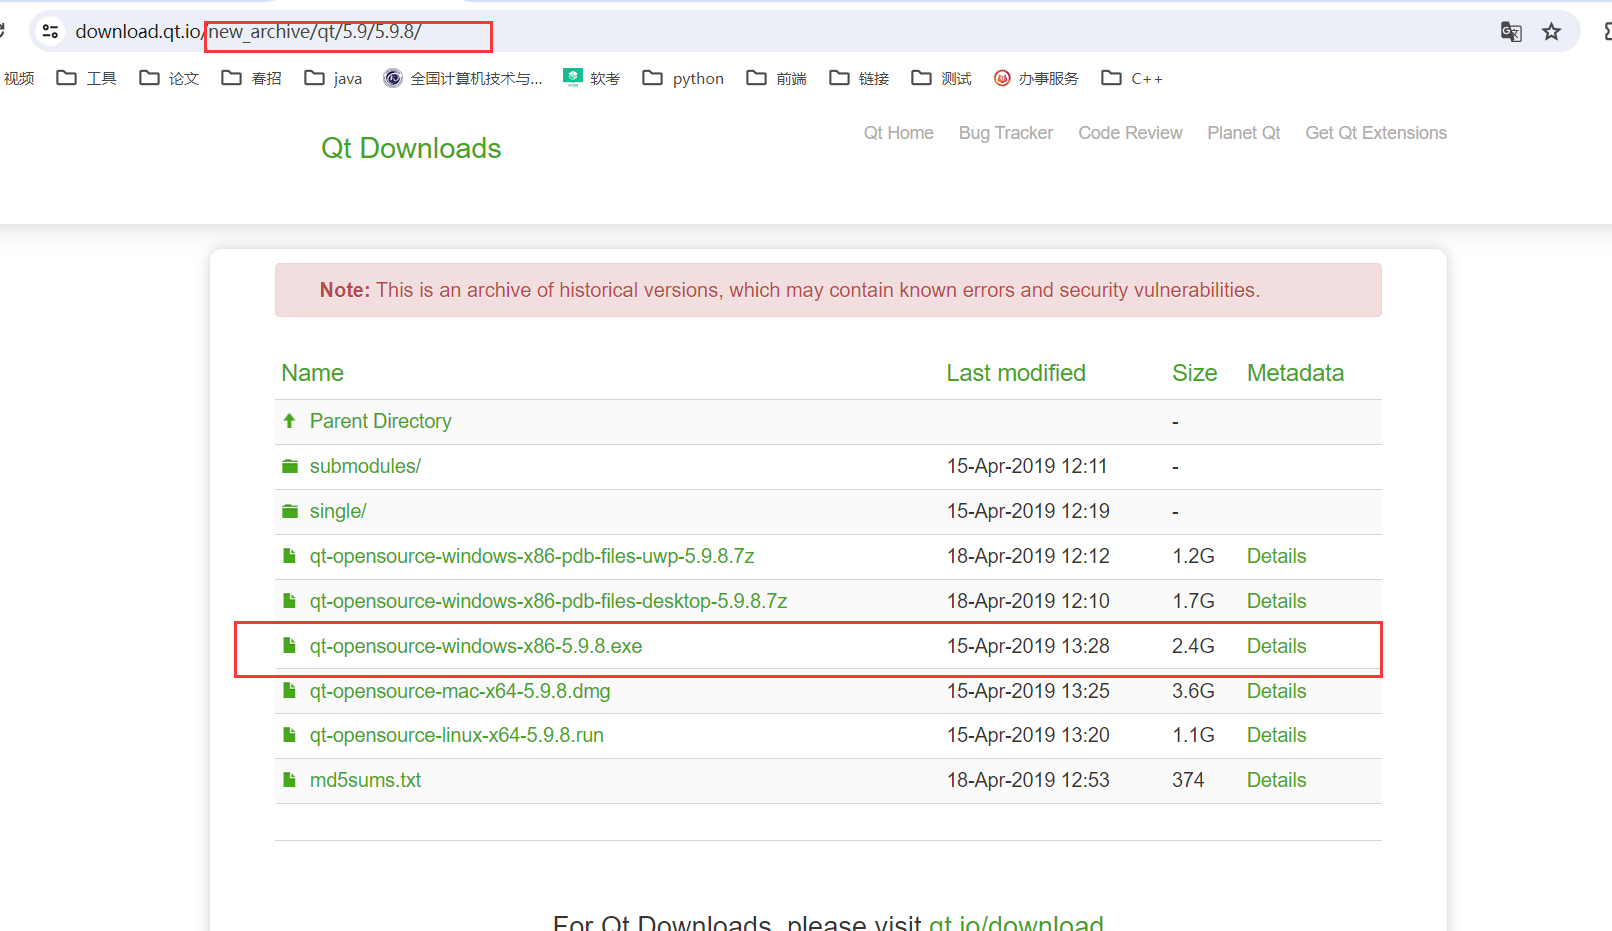 download.qt.io/new_archive/qt/5.9/5.9.8/
视频 工具 论文 春招 java 全国计算机技术与... 软考 python 前端 链接 测试 办事服务 C++
Qt Downloads
Qt Home Bug Tracker Code Review Planet Qt Get Qt Extensions
Note: This is an archive of historical versions, which may contain known errors and security vulnerabilities.
Name Last modified Size Metadata
Parent Directory -
submodules/ 15-Apr-2019 12:11 -
single/ 15-Apr-2019 12:19 -
qt-opensource-windows-x86-pdb-files-uwp-5.9.8.7z 18-Apr-2019 12:12 1.2G Details
qt-opensource-windows-x86-pdb-files-desktop-5.9.8.7z 18-Apr-2019 12:10 1.7G Details
qt-opensource-windows-x86-5.9.8.exe 15-Apr-2019 13:28 2.4G Details
qt-opensource-mac-x64-5.9.8.dmg 15-Apr-2019 13:25 3.6G Details
qt-opensource-linux-x64-5.9.8.run 15-Apr-2019 13:20 1.1G Details
md5sums.txt 18-Apr-2019 12:53 374 Details
For Qt Downloads, please visit qt.io/download